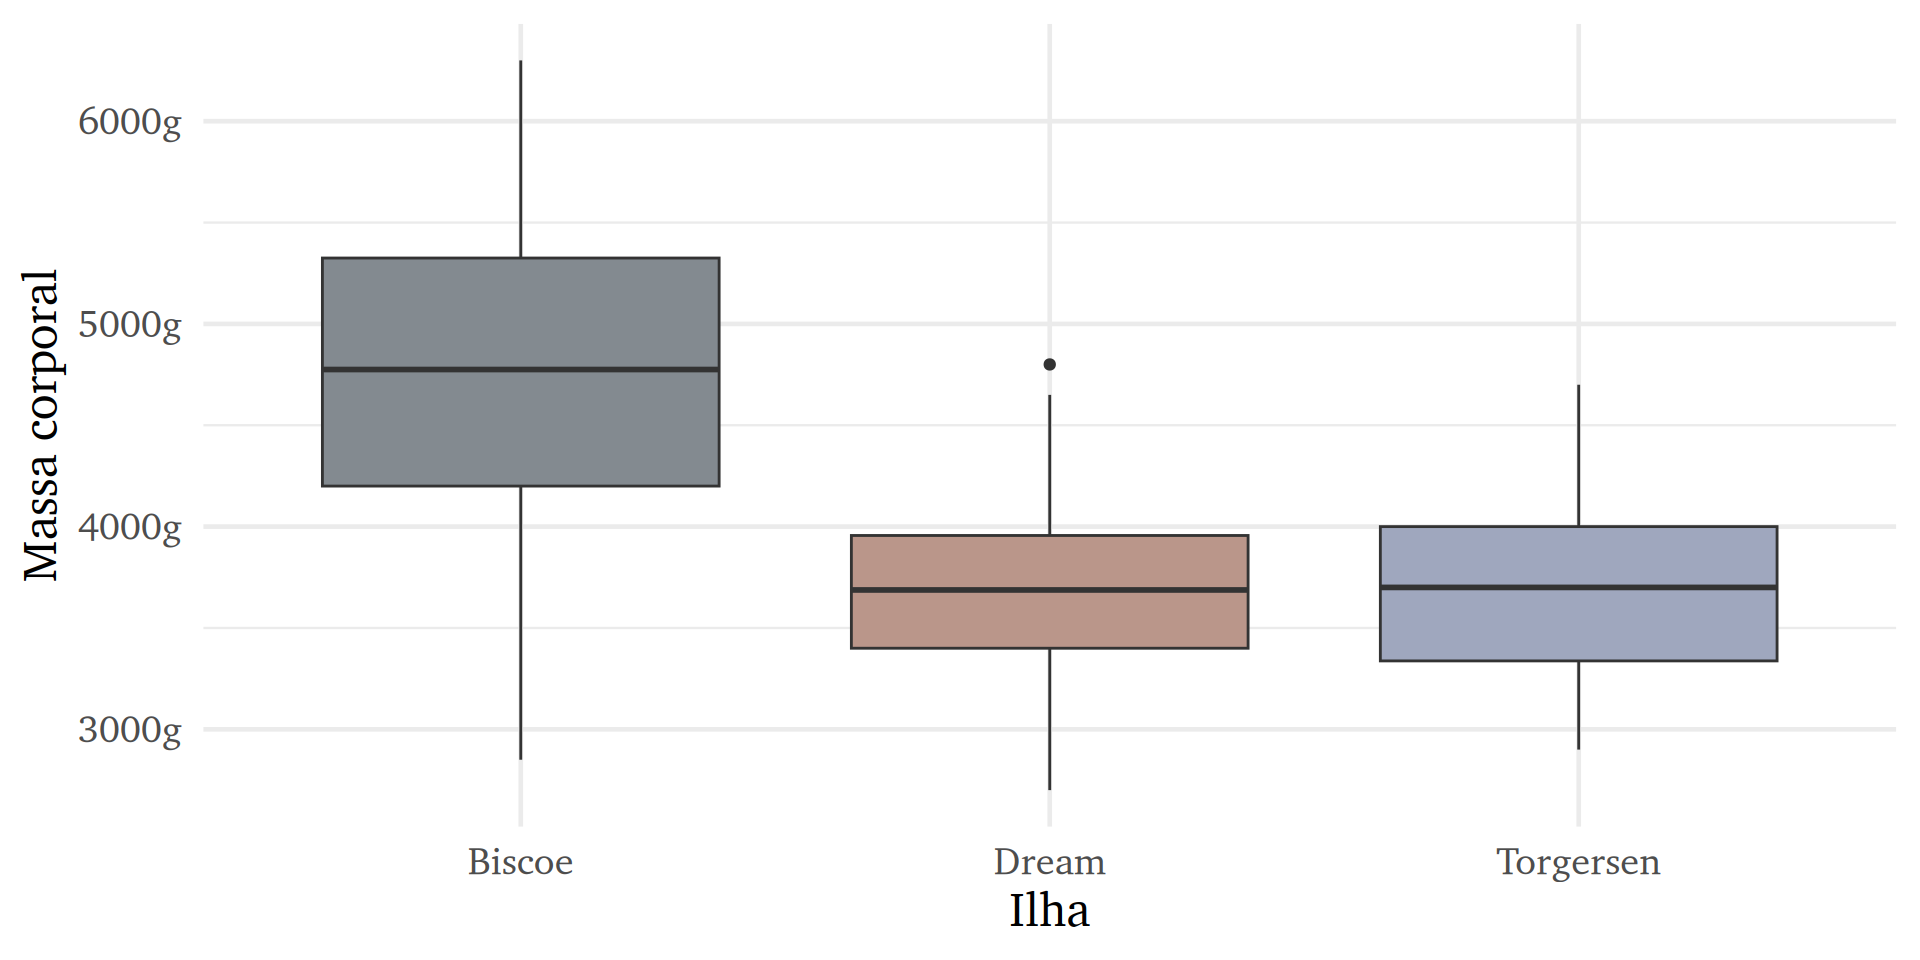 Massa corporal
6000g
5000g
4000g
3000g
Biscoe
Dream
Torgersen
Ilha